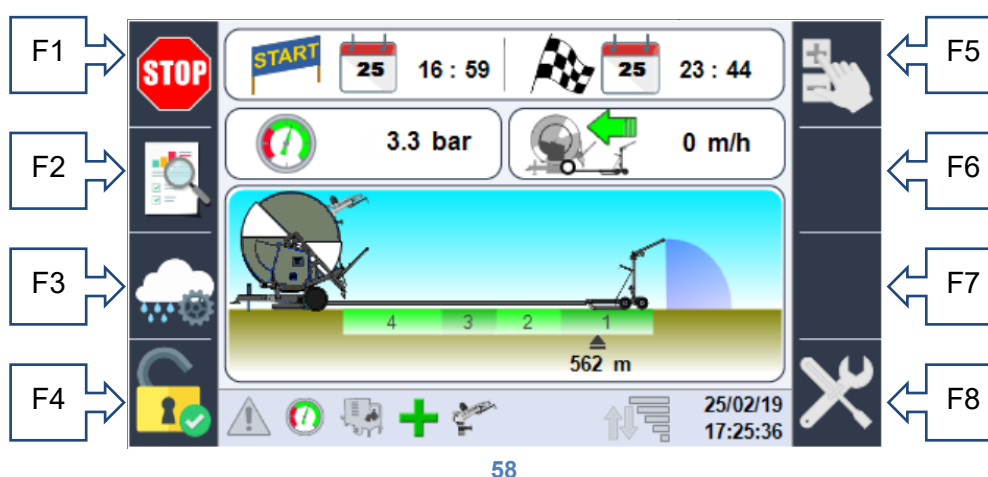 F1
F2
F3
F4
STOP
START
25
16 : 59
25
23 : 44
3.3 bar
0 m/h
4 3 2 1
562 m
25/02/19
17:25:36
F5
F6
F7
F8
58